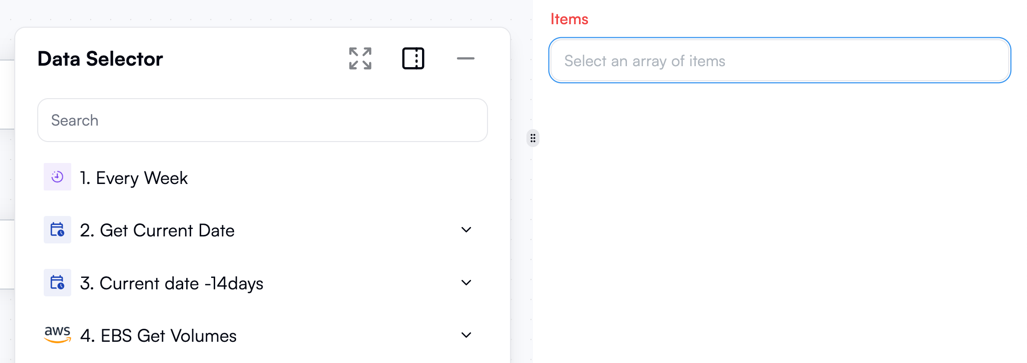 Data Selector
Search
1. Every Week
2. Get Current Date
3. Current date -14days
aws 4. EBS Get Volumes
Items
Select an array of items